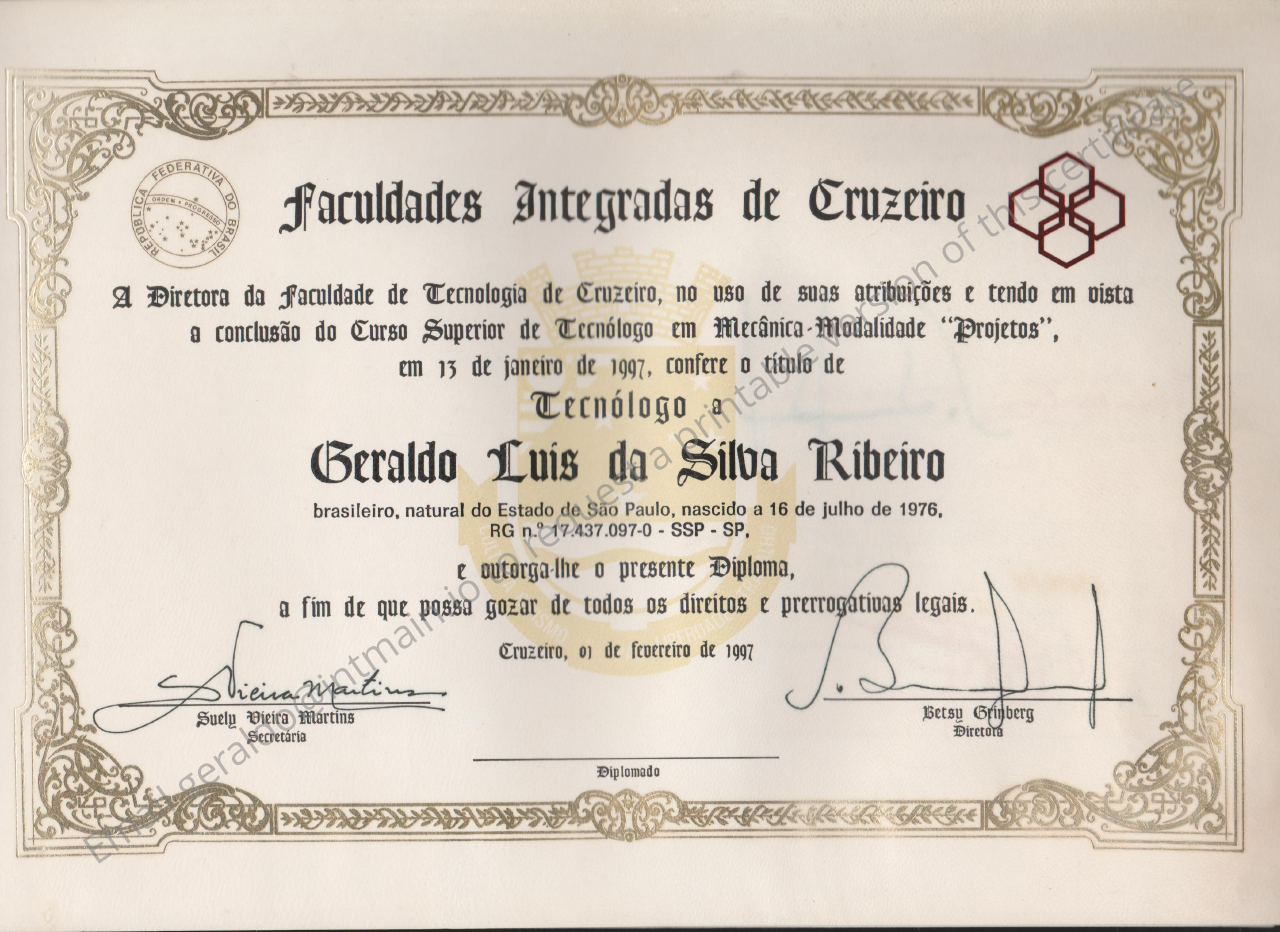 Faculdades Integradas de Cruzeiro
REPÚBLICA FEDERATIVA DO BRASIL
ORDEM E PROGRESSO
A Diretora da Faculdade de Tecnologia de Cruzeiro, no uso de suas atribuições e tendo em vista
a conclusão do Curso Superior de Tecnólogo em Mecânica-Modalidade “Projetos”,
em 13 de janeiro de 1997, confere o título de
Tecnólogo a
Geraldo Luis da Silva Ribeiro
brasileiro, natural do Estado de São Paulo, nascido a 16 de julho de 1976,
RG n.º 17.437.097-0 - SSP - SP,
e outorga-lhe o presente Diploma,
a fim de que possa gozar de todos os direitos e prerrogativas legais.
Cruzeiro, 01 de fevereiro de 1997
Vieira Martins
Suely Vieira Martins
Secretária
Betsy Grinberg
Diretora
Diplomado
Email geraldo@intmain.io to request a printable version of this certificate